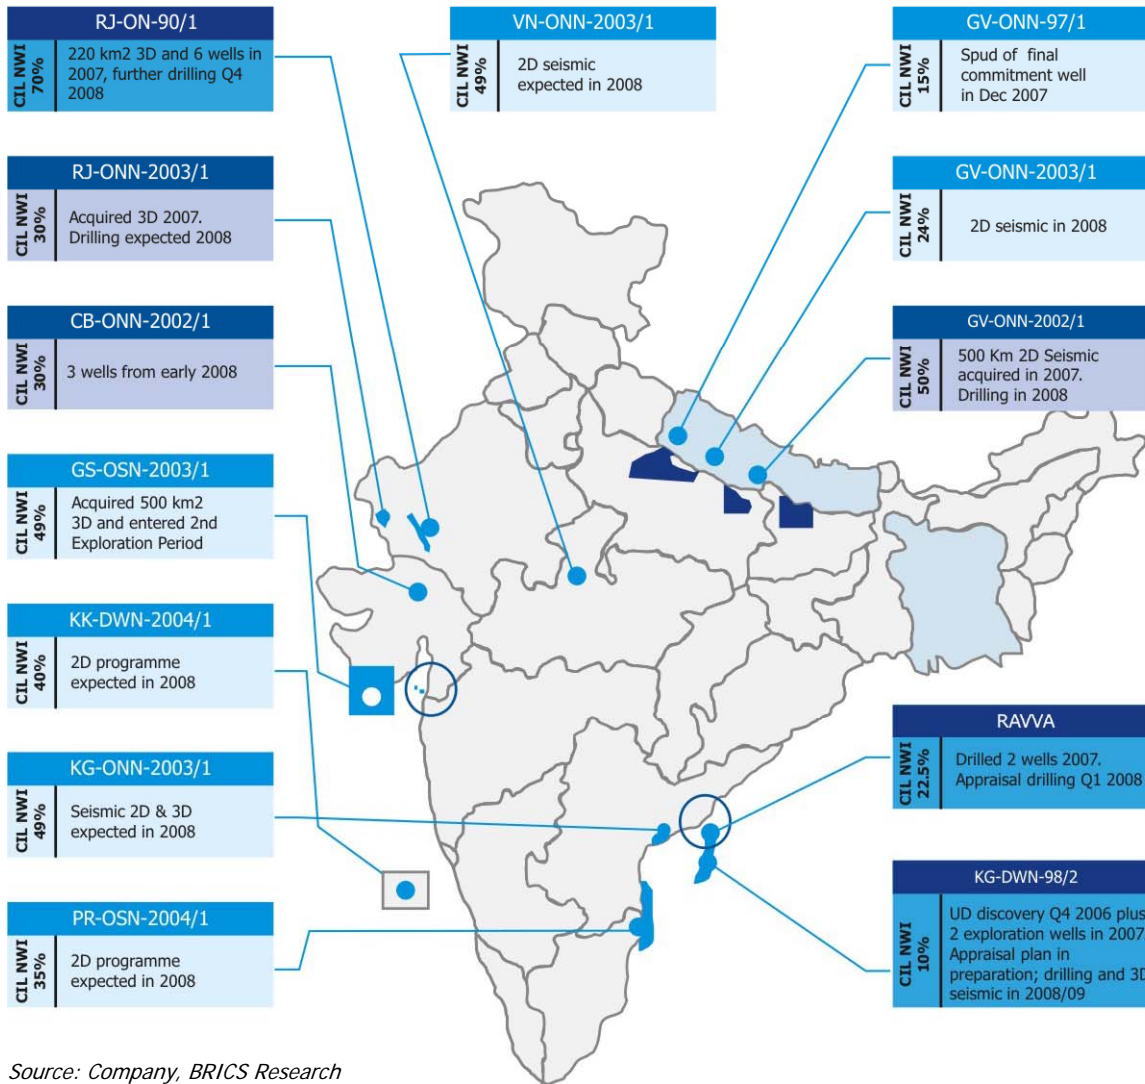 RJ-ON-90/1
CIL NWI
70%
220 km2 3D and 6 wells in
2007, further drilling Q4
2008
VN-ONN-2003/1
CIL NWI
49%
2D seismic
expected in 2008
GV-ONN-97/1
CIL NWI
15%
Spud of final
commitment well
in Dec 2007
RJ-ONN-2003/1
CIL NWI
30%
Acquired 3D 2007.
Drilling expected 2008
GV-ONN-2003/1
CIL NWI
24%
2D seismic in 2008
CB-ONN-2002/1
CIL NWI
30%
3 wells from early 2008
GV-ONN-2002/1
CIL NWI
50%
500 Km 2D Seismic
acquired in 2007.
Drilling in 2008
GS-OSN-2003/1
CIL NWI
49%
Acquired 500 km2
3D and entered 2nd
Exploration Period
KK-DWN-2004/1
CIL NWI
40%
2D programme
expected in 2008
RAVVA
CIL NWI
22.5%
Drilled 2 wells 2007.
Appraisal drilling Q1 2008
KG-ONN-2003/1
CIL NWI
49%
Seismic 2D & 3D
expected in 2008
KG-DWN-98/2
CIL NWI
10%
UD discovery Q4 2006 plus
2 exploration wells in 2007
Appraisal plan in
preparation; drilling and 3D
seismic in 2008/09
PR-OSN-2004/1
CIL NWI
35%
2D programme
expected in 2008
Source: Company, BRICS Research